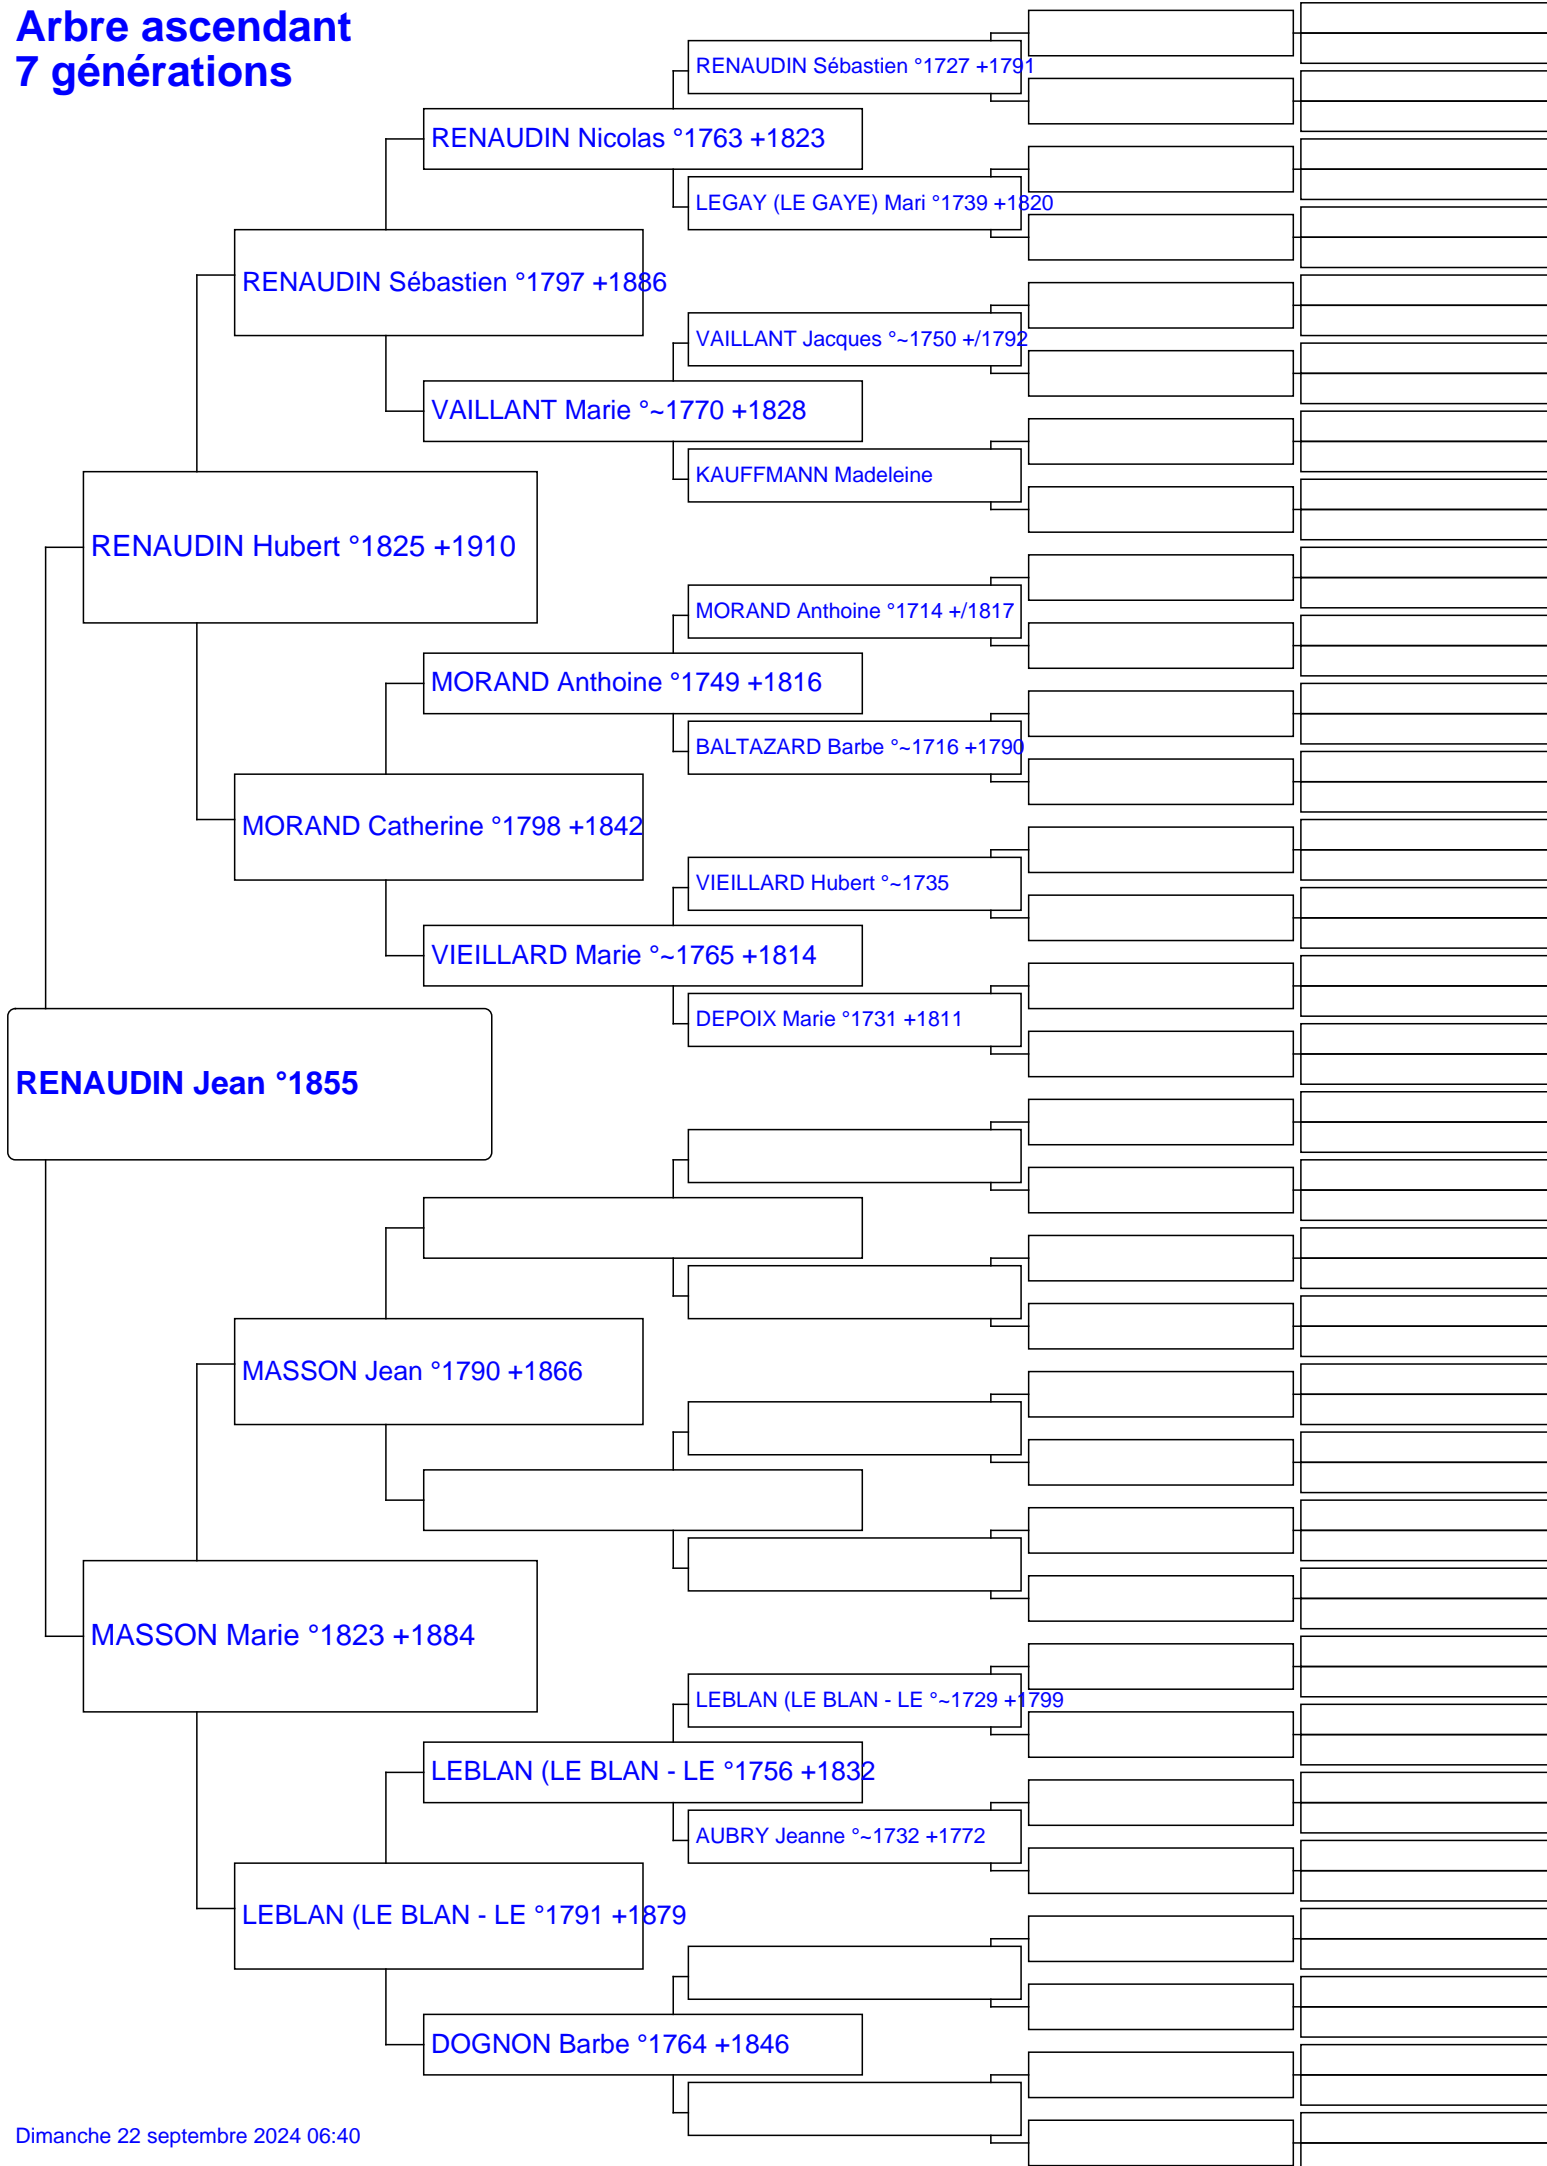 Arbre ascendant
7 générations
RENAUDIN Sébastien °1727 +1791
RENAUDIN Nicolas °1763 +1823
LEGAY (LE GAYE) Mari °1739 +1820
RENAUDIN Sébastien °1797 +1886
VAILLANT Jacques °~1750 +/1792
VAILLANT Marie °~1770 +1828
KAUFFMANN Madeleine
RENAUDIN Hubert °1825 +1910
MORAND Anthoine °1714 +/1817
MORAND Anthoine °1749 +1816
BALTAZARD Barbe °~1716 +1790
MORAND Catherine °1798 +1842
VIEILLARD Hubert °~1735
VIEILLARD Marie °~1765 +1814
DEPOIX Marie °1731 +1811
RENAUDIN Jean °1855
MASSON Jean °1790 +1866
MASSON Marie °1823 +1884
LEBLAN (LE BLAN - LE °~1729 +1799
LEBLAN (LE BLAN - LE °1756 +1832
AUBRY Jeanne °~1732 +1772
LEBLAN (LE BLAN - LE °1791 +1879
DOGNON Barbe °1764 +1846
Dimanche 22 septembre 2024 06:40